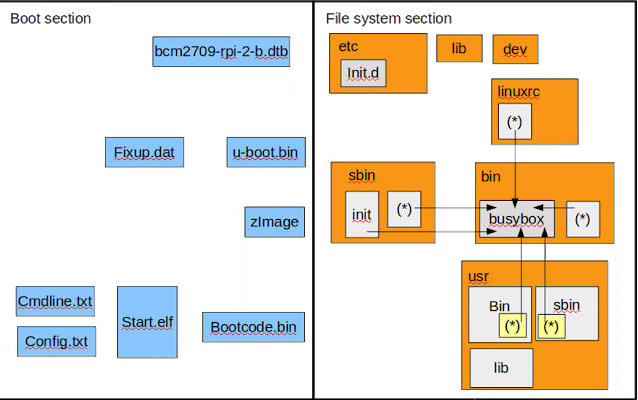 Boot section
bcm2709-rpi-2-b.dtb
Fixup.dat
u-boot.bin
zImage
Cmdline.txt
Start.elf
Config.txt
Bootcode.bin
File system section
etc
Init.d
lib
dev
linuxrc
(*)
sbin
init
(*)
bin
busybox
(*)
usr
Bin
(*)
sbin
(*)
lib